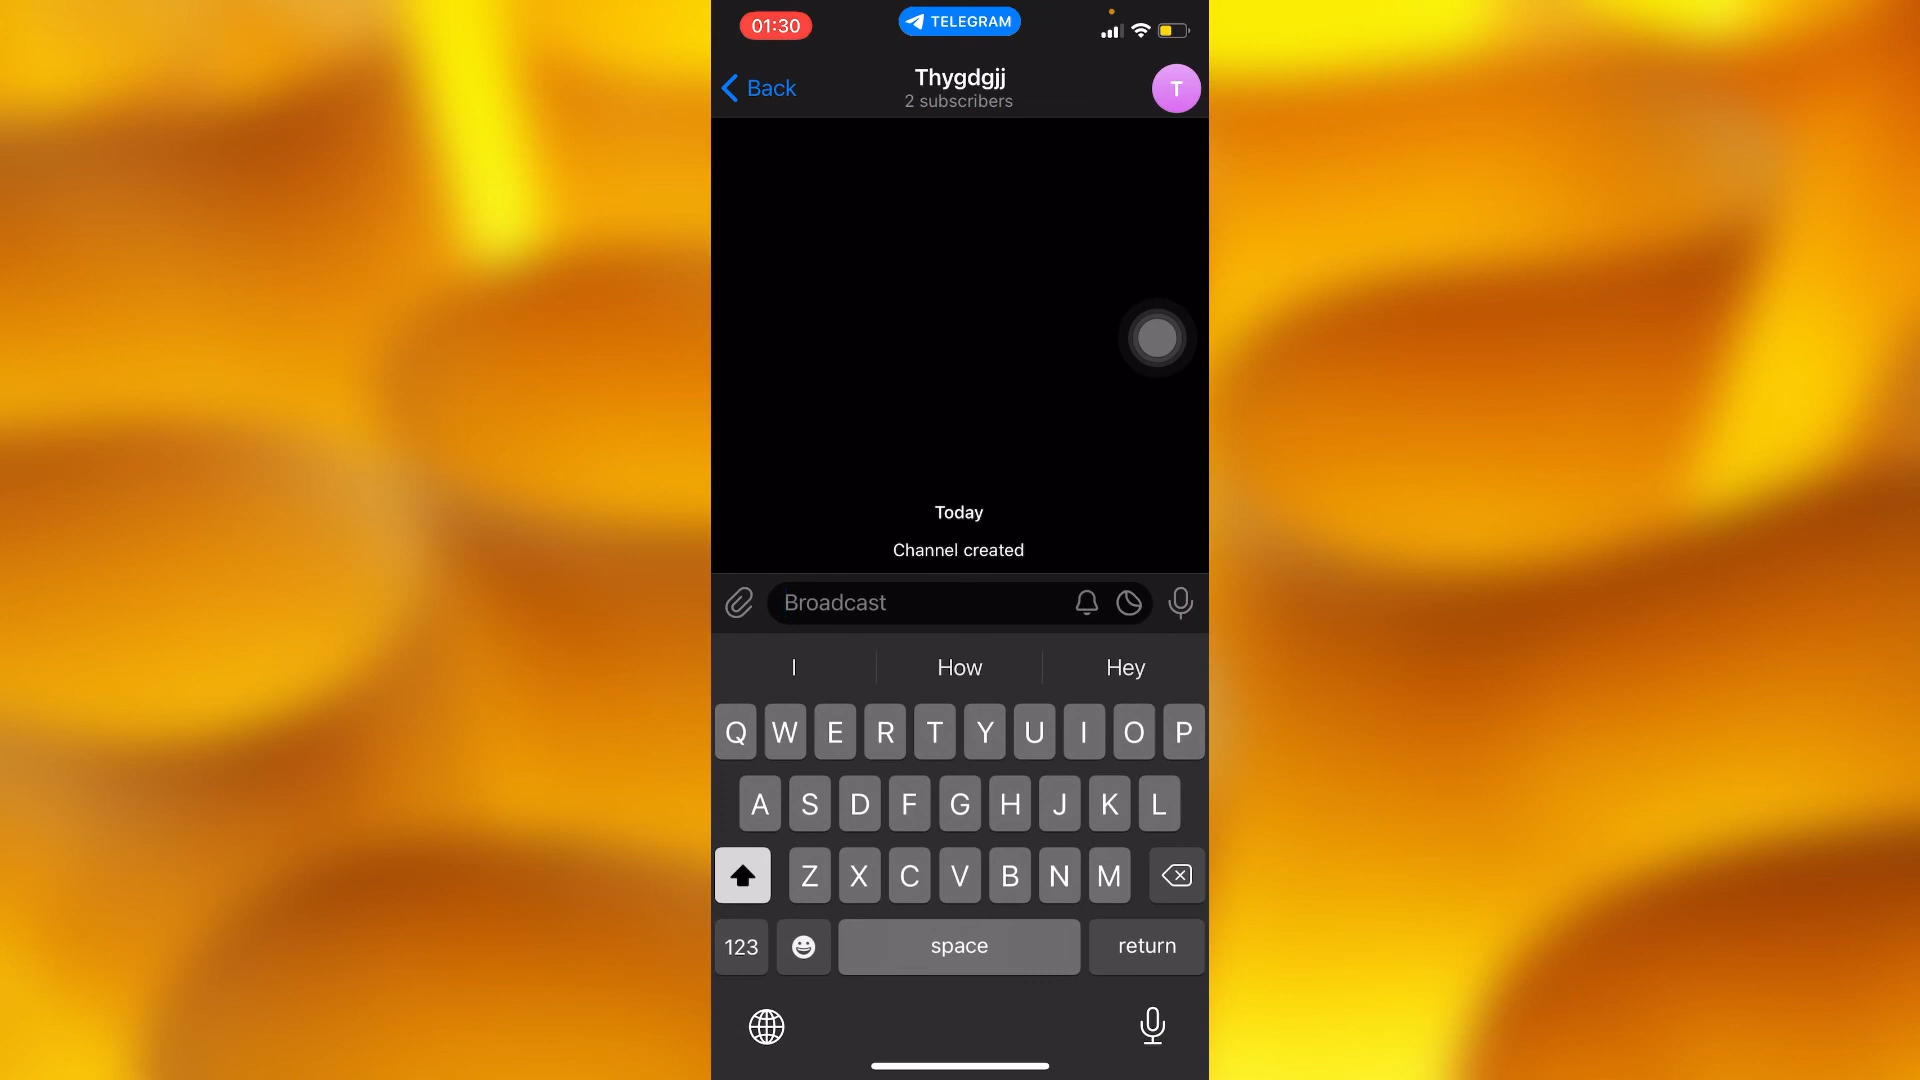 01:30
TELEGRAM
Back
Thygdgjj
2 subscribers
T
Today
Channel created
Broadcast
I How Hey
Q W E R T Y U I O P
A S D F G H J K L
Z X C V B N M
123 space return